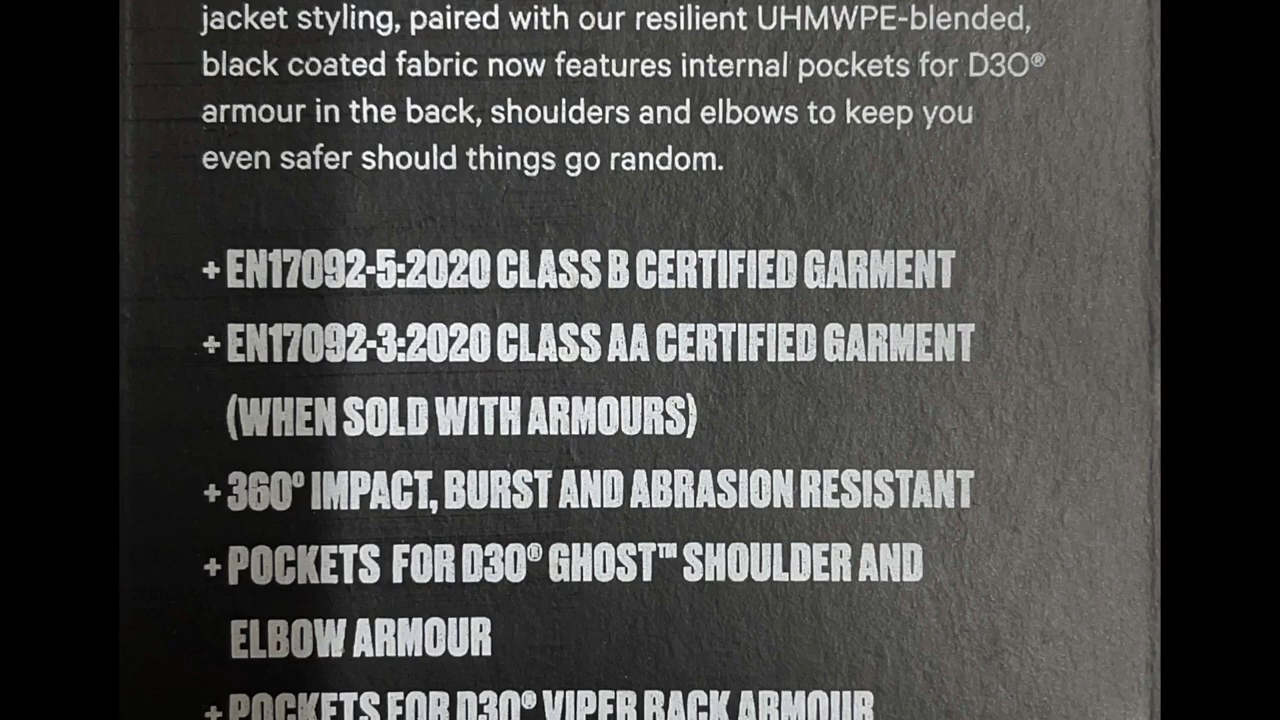 jacket styling, paired with our resilient UHMWPE-blended,
black coated fabric now features internal pockets for D3O®
armour in the back, shoulders and elbows to keep you
even safer should things go random.
+ EN17092-5:2020 CLASS B CERTIFIED GARMENT
+ EN17092-3:2020 CLASS AA CERTIFIED GARMENT
(WHEN SOLD WITH ARMOURS)
+ 360º IMPACT, BURST AND ABRASION RESISTANT
+ POCKETS FOR D3O® GHOST™ SHOULDER AND
ELBOW ARMOUR
+ POCKETS FOR D3O® VIPER BACK ARMOUR